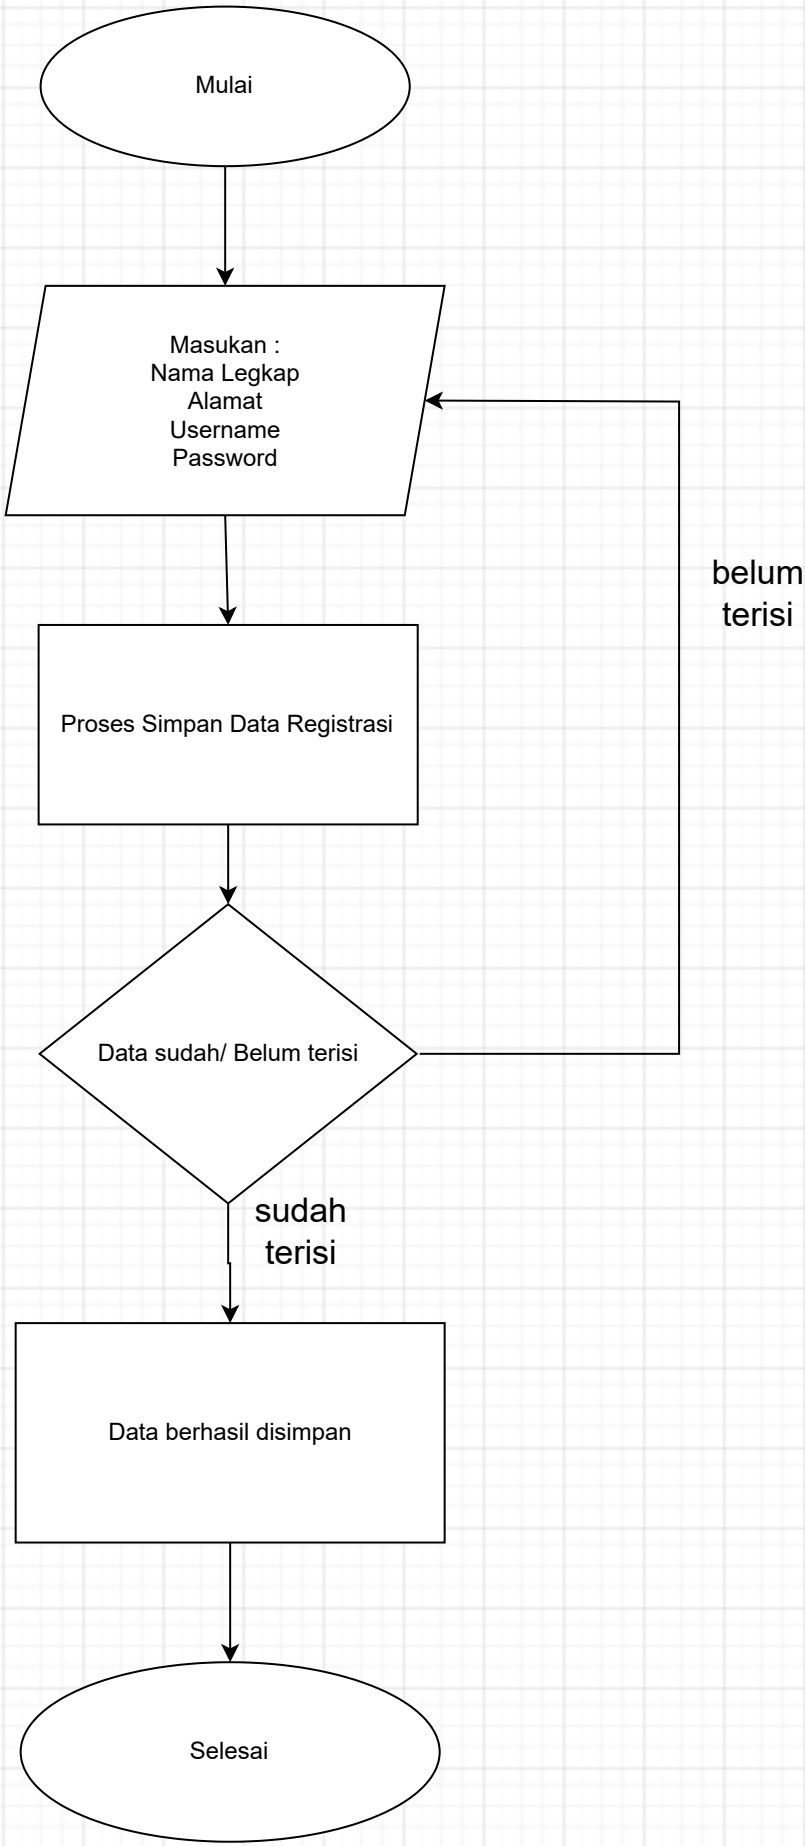 Mulai
Masukan :
Nama Legkap
Alamat
Username
Password
belum
terisi
Proses Simpan Data Registrasi
Data sudah/ Belum terisi
sudah
terisi
Data berhasil disimpan
Selesai